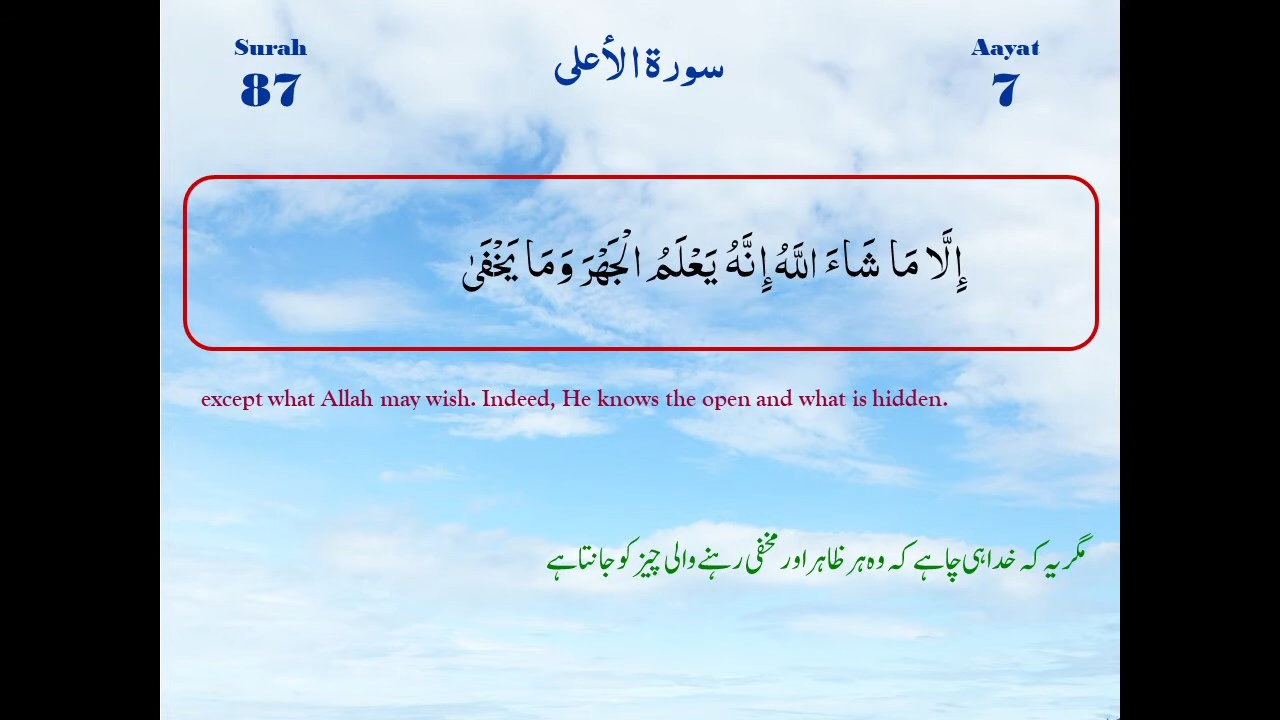 Surah
سورة الأعلى
Aayat
87
7
إِلَّا مَا شَاءَ اللَّهُ إِنَّهُ يَعْلَمُ الْجَهْرَ وَمَا يَخْفَىٰ
except what Allah may wish. Indeed, He knows the open and what is hidden.
مگریہ کہ خدا ہی چاہے کہ وہ ہر ظاہر اور مخفی رہنے والی چیز کو جانتا ہے